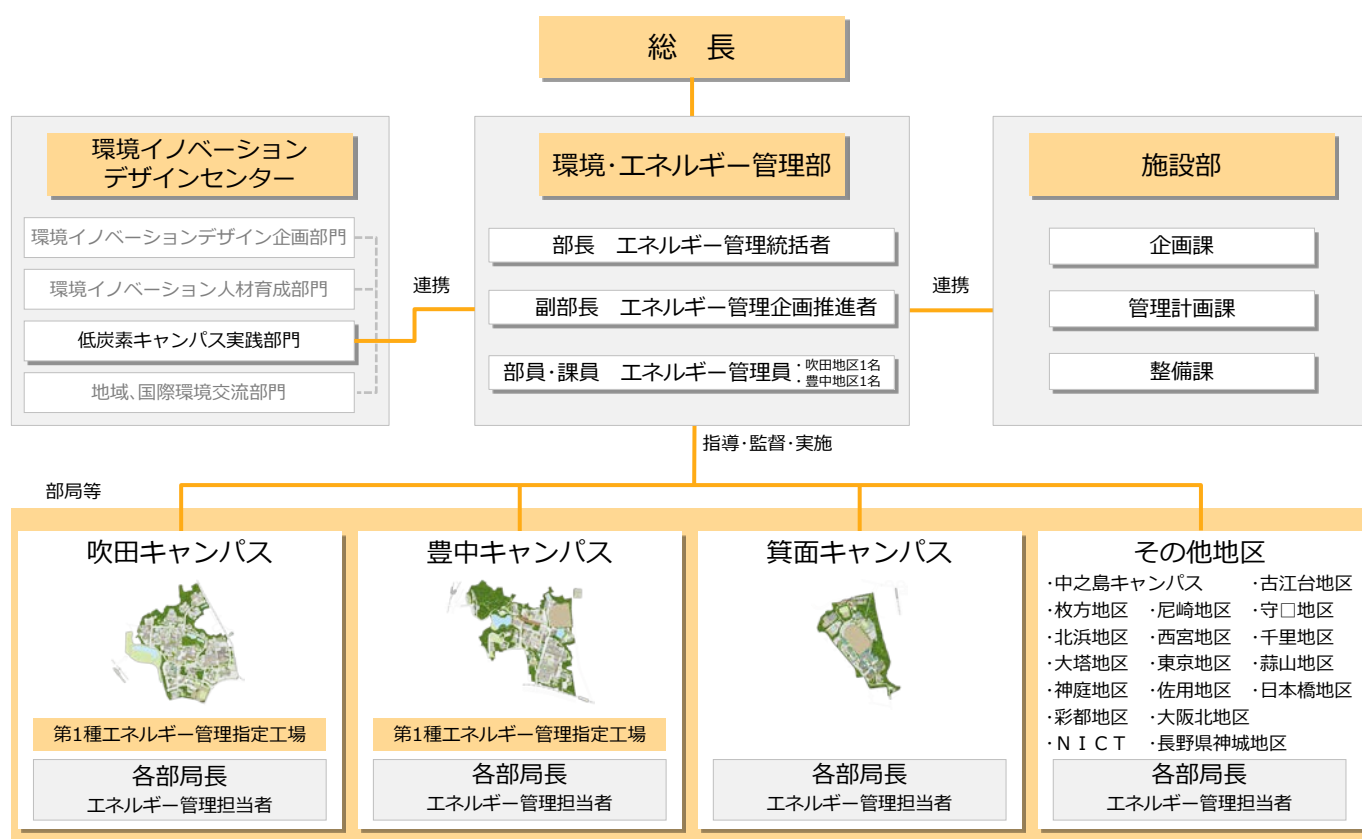 総　長
環境イノベーション
デザインセンター
環境イノベーションデザイン企画部門
環境イノベーション人材育成部門
低炭素キャンパス実践部門
地域、国際環境交流部門
連携
環境・エネルギー管理部
部長　エネルギー管理統括者
副部長　エネルギー管理企画推進者
部員・課員　エネルギー管理員
・吹田地区1名
・豊中地区1名
連携
施設部
企画課
管理計画課
整備課
指導・監督・実施
部局等
吹田キャンパス
第1種エネルギー管理指定工場
各部局長
エネルギー管理担当者
豊中キャンパス
第1種エネルギー管理指定工場
各部局長
エネルギー管理担当者
箕面キャンパス
各部局長
エネルギー管理担当者
その他地区
・中之島キャンパス　・古江台地区
・枚方地区　・尼崎地区　・守□地区
・北浜地区　・西宮地区　・千里地区
・大塔地区　・東京地区　・蒜山地区
・神庭地区　・佐用地区　・日本橋地区
・彩都地区　・大阪北地区
・ＮＩＣＴ　・長野県神城地区
各部局長
エネルギー管理担当者